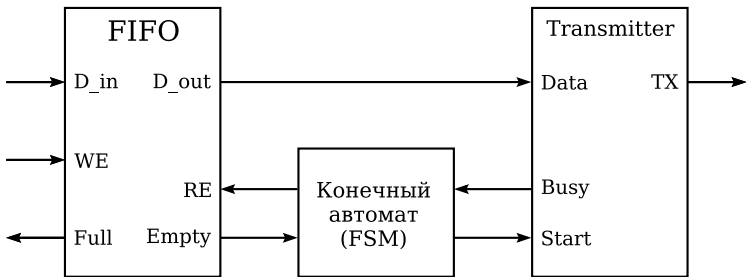 FIFO
D_in
D_out
WE
RE
Full
Empty
Конечный
автомат
(FSM)
Transmitter
Data
TX
Busy
Start